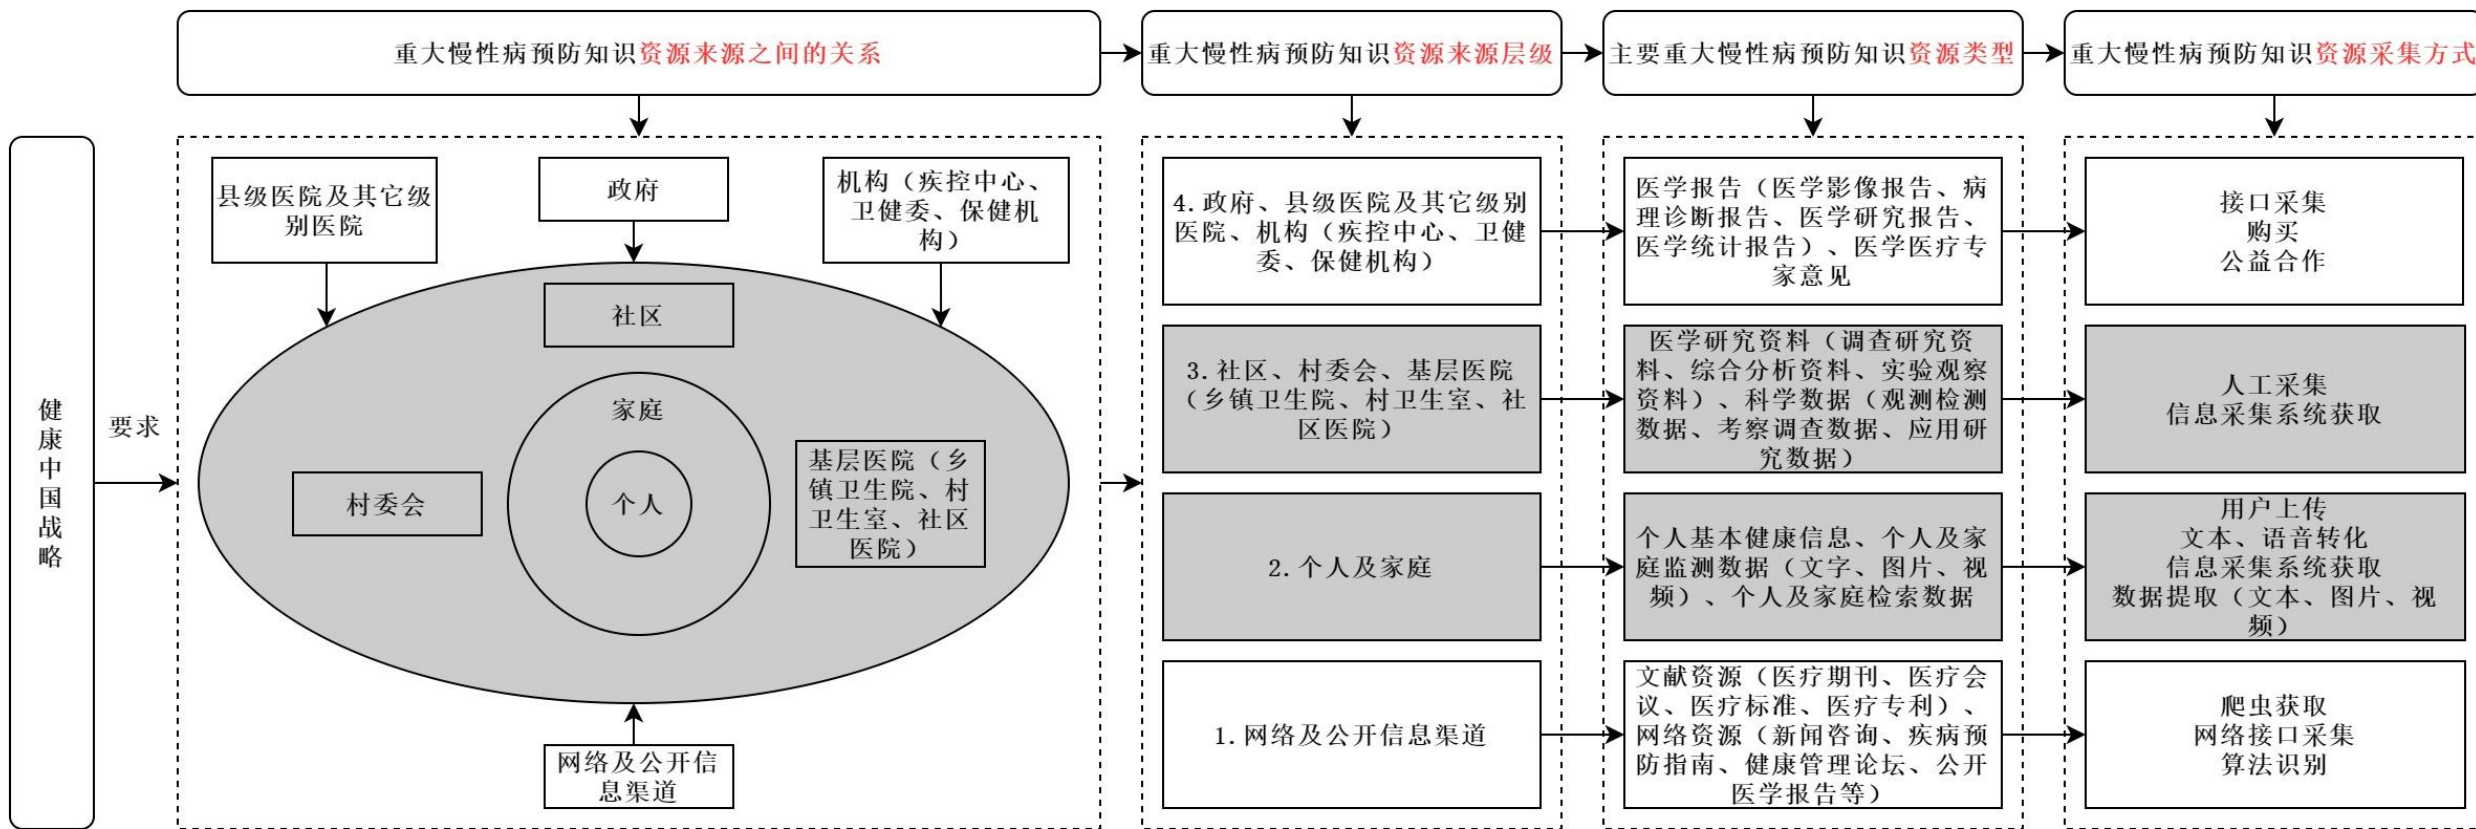 重大慢性病预防知识资源来源之间的关系
重大慢性病预防知识资源来源层级
主要重大慢性病预防知识资源类型
重大慢性病预防知识资源采集方式
健
康
中
国
战
略
要求
县级医院及其它级
别医院
政府
机构（疾控中心、
卫健委、保健机
构）
社区
家庭
个人
村委会
基层医院（乡
镇卫生院、村
卫生室、社区
医院）
网络及公开信
息渠道
4.政府、县级医院及其它级别
医院、机构（疾控中心、卫健
委、保健机构）
医学报告（医学影像报告、病
理诊断报告、医学研究报告、
医学统计报告）、医学医疗专
家意见
接口采集
购买
公益合作
3.社区、村委会、基层医院
（乡镇卫生院、村卫生室、社
区医院）
医学研究资料（调查研究资
料、综合分析资料、实验观察
资料）、科学数据（观测检测
数据、考察调查数据、应用研
究数据）
人工采集
信息采集系统获取
2.个人及家庭
个人基本健康信息、个人及家
庭监测数据（文字、图片、视
频）、个人及家庭检索数据
用户上传
文本、语音转化
信息采集系统获取
数据提取（文本、图片、视
频）
1.网络及公开信息渠道
文献资源（医疗期刊、医疗会
议、医疗标准、医疗专利）、
网络资源（新闻咨询、疾病预
防指南、健康管理论坛、公开
医学报告等）
爬虫获取
网络接口采集
算法识别